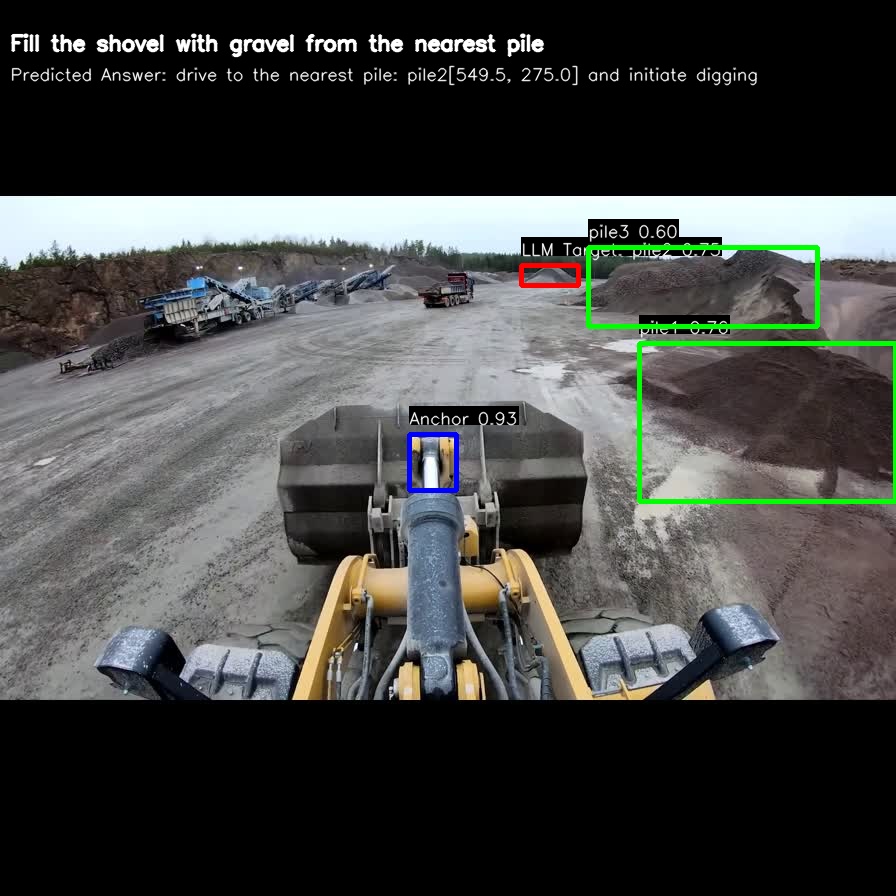 Fill the shovel with gravel from the nearest pile
Predicted Answer: drive to the nearest pile: pile2[549.5, 275.0] and initiate digging
pile3 0.60
LLM Target: pile2 0.75
pile1 0.76
Anchor 0.93